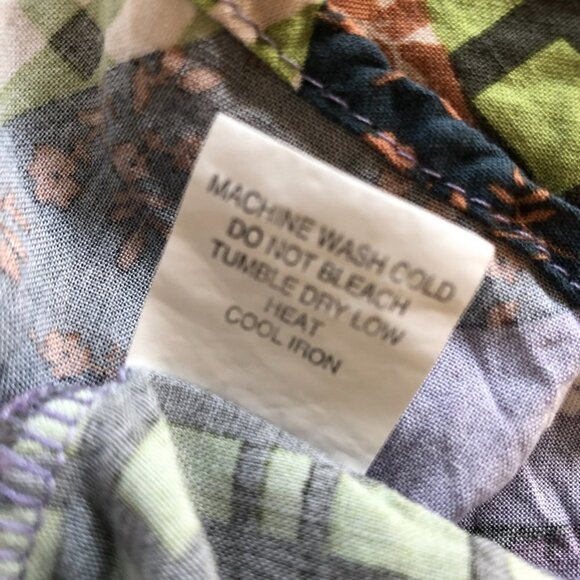 MACHINE WASH COLD
DO NOT BLEACH
TUMBLE DRY LOW
HEAT
COOL IRON